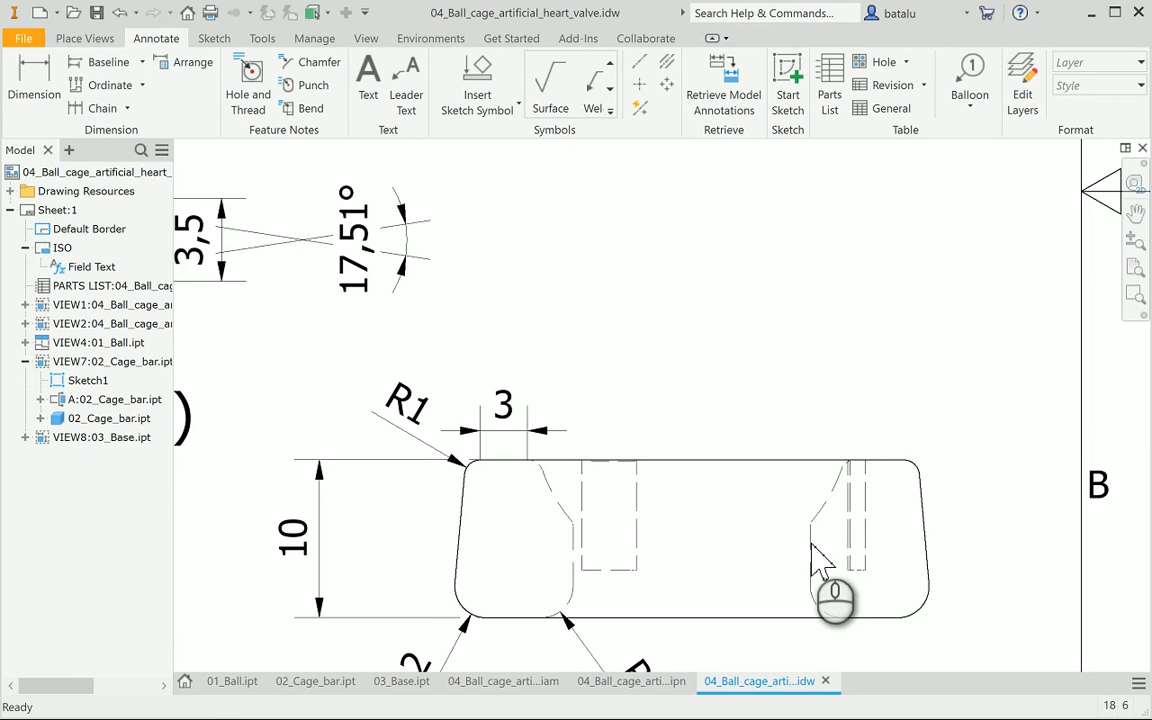 04_Ball_cage_artificial_heart_valve.idw
Search Help & Commands...
batalu
File Place Views Annotate Sketch Tools Manage View Environments Get Started Add-Ins Collaborate
Dimension
Baseline
Ordinate
Chain
Arrange
Dimension
Hole and Thread
Chamfer
Punch
Bend
Feature Notes
Text
Leader Text
Text
Insert Sketch Symbol
Surface
Wel
Symbols
Retrieve Model Annotations
Retrieve
Start Sketch
Sketch
Parts List
Hole
Revision
General
Table
Balloon
Edit Layers
Layer
Style
Format
Model
04_Ball_cage_artificial_heart_
Drawing Resources
Sheet:1
Default Border
ISO
Field Text
PARTS LIST:04_Ball_cag
VIEW1:04_Ball_cage_ar
VIEW2:04_Ball_cage_ar
VIEW4:01_Ball.ipt
VIEW7:02_Cage_bar.ipt
Sketch1
A:02_Cage_bar.ipt
02_Cage_bar.ipt
VIEW8:03_Base.ipt
3,5
17,51°
)
R1
3
10
2
B
01_Ball.ipt 02_Cage_bar.ipt 03_Base.ipt 04_Ball_cage_arti...iam 04_Ball_cage_arti...ipn 04_Ball_cage_arti...idw
Ready
18 6